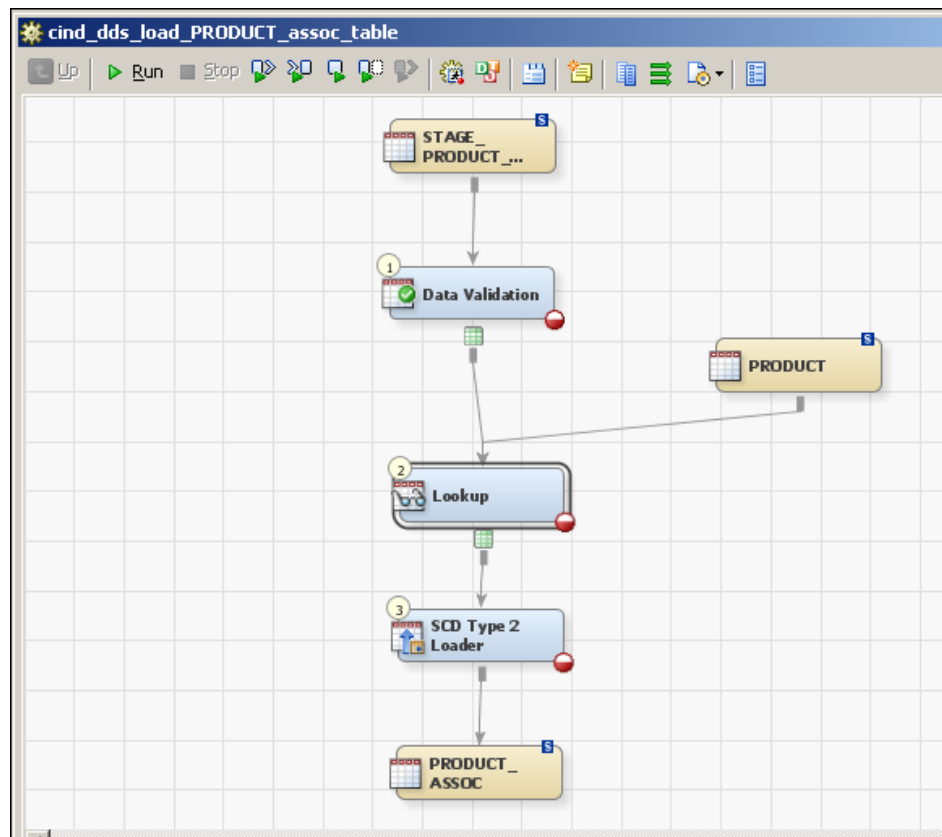 cind_dds_load_PRODUCT_assoc_table
Up Run Stop
S
STAGE_
PRODUCT_...
1
Data Validation
S
PRODUCT
2
Lookup
3
SCD Type 2
Loader
S
PRODUCT_
ASSOC